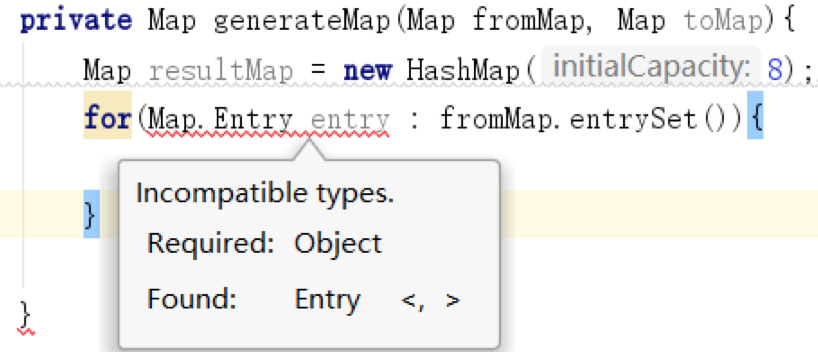 private Map generateMap(Map fromMap, Map toMap){
Map resultMap = new HashMap( initialCapacity: 8);
for(Map.Entry entry : fromMap.entrySet()){
Incompatible types.
}
Required: Object
Found: Entry <, >
}